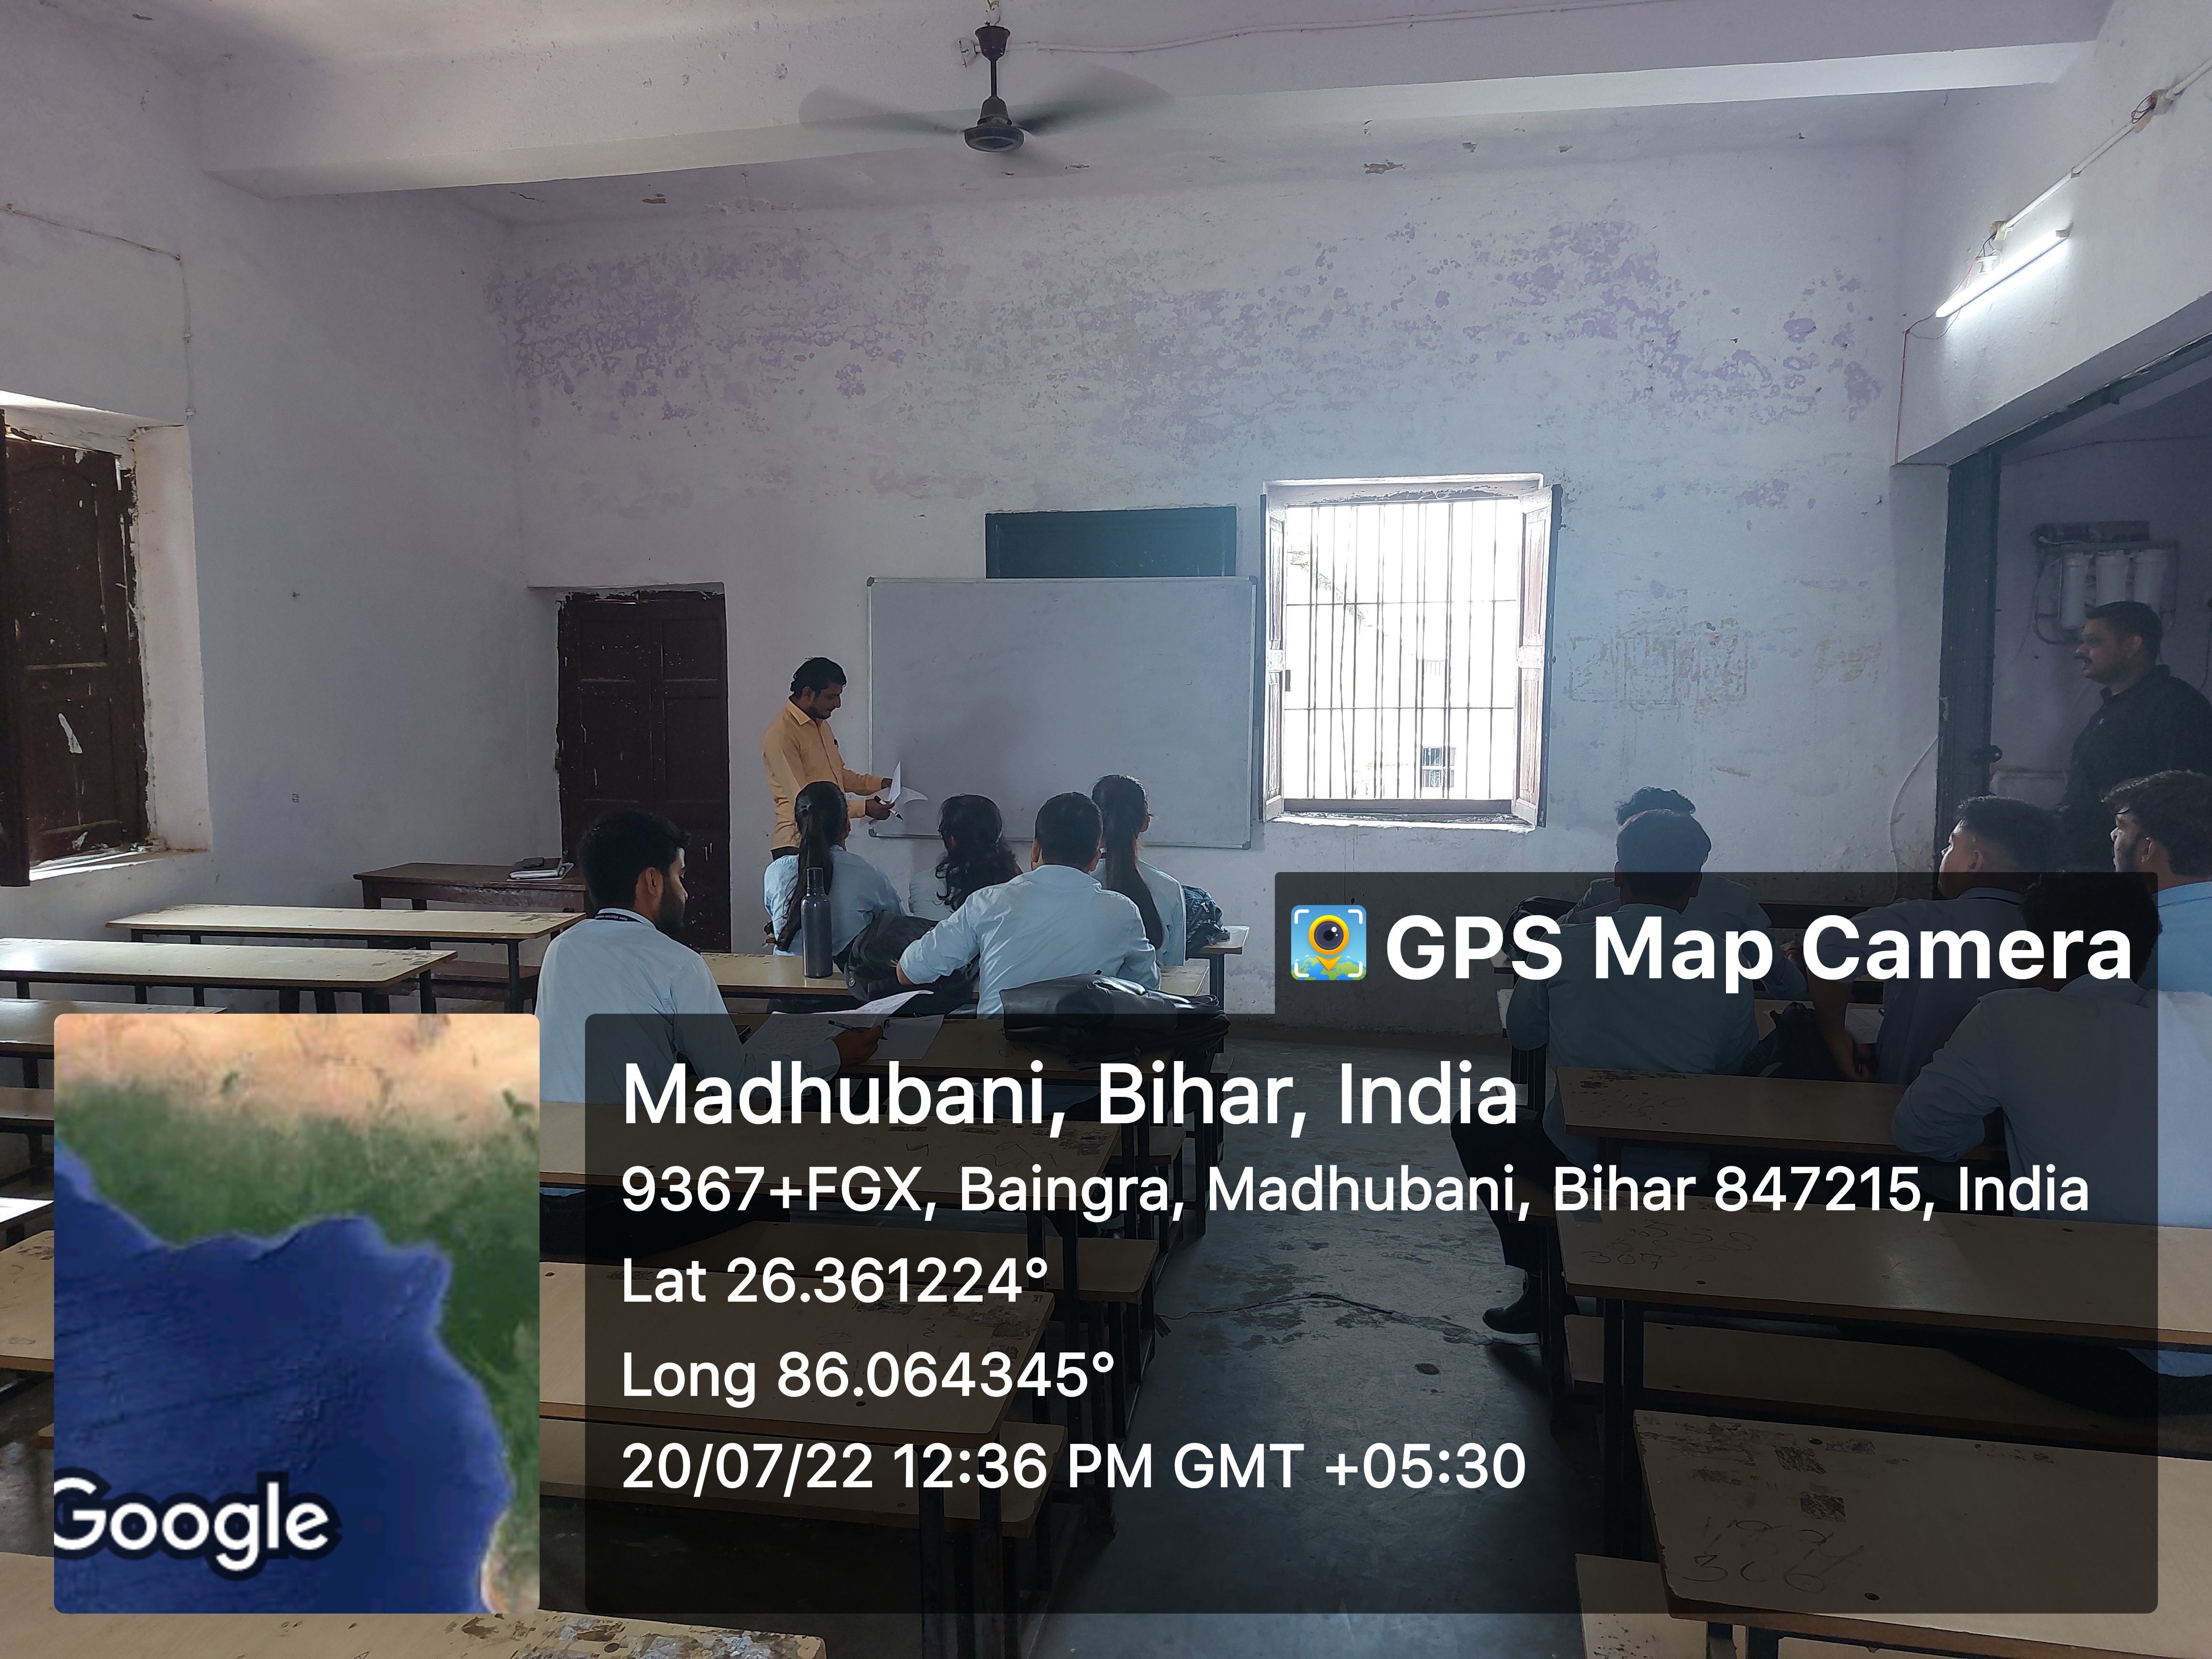 GPS Map Camera
Madhubani, Bihar, India
9367+FGX, Baingra, Madhubani, Bihar 847215, India
Lat 26.361224°
Long 86.064345°
20/07/22 12:36 PM GMT +05:30
Google